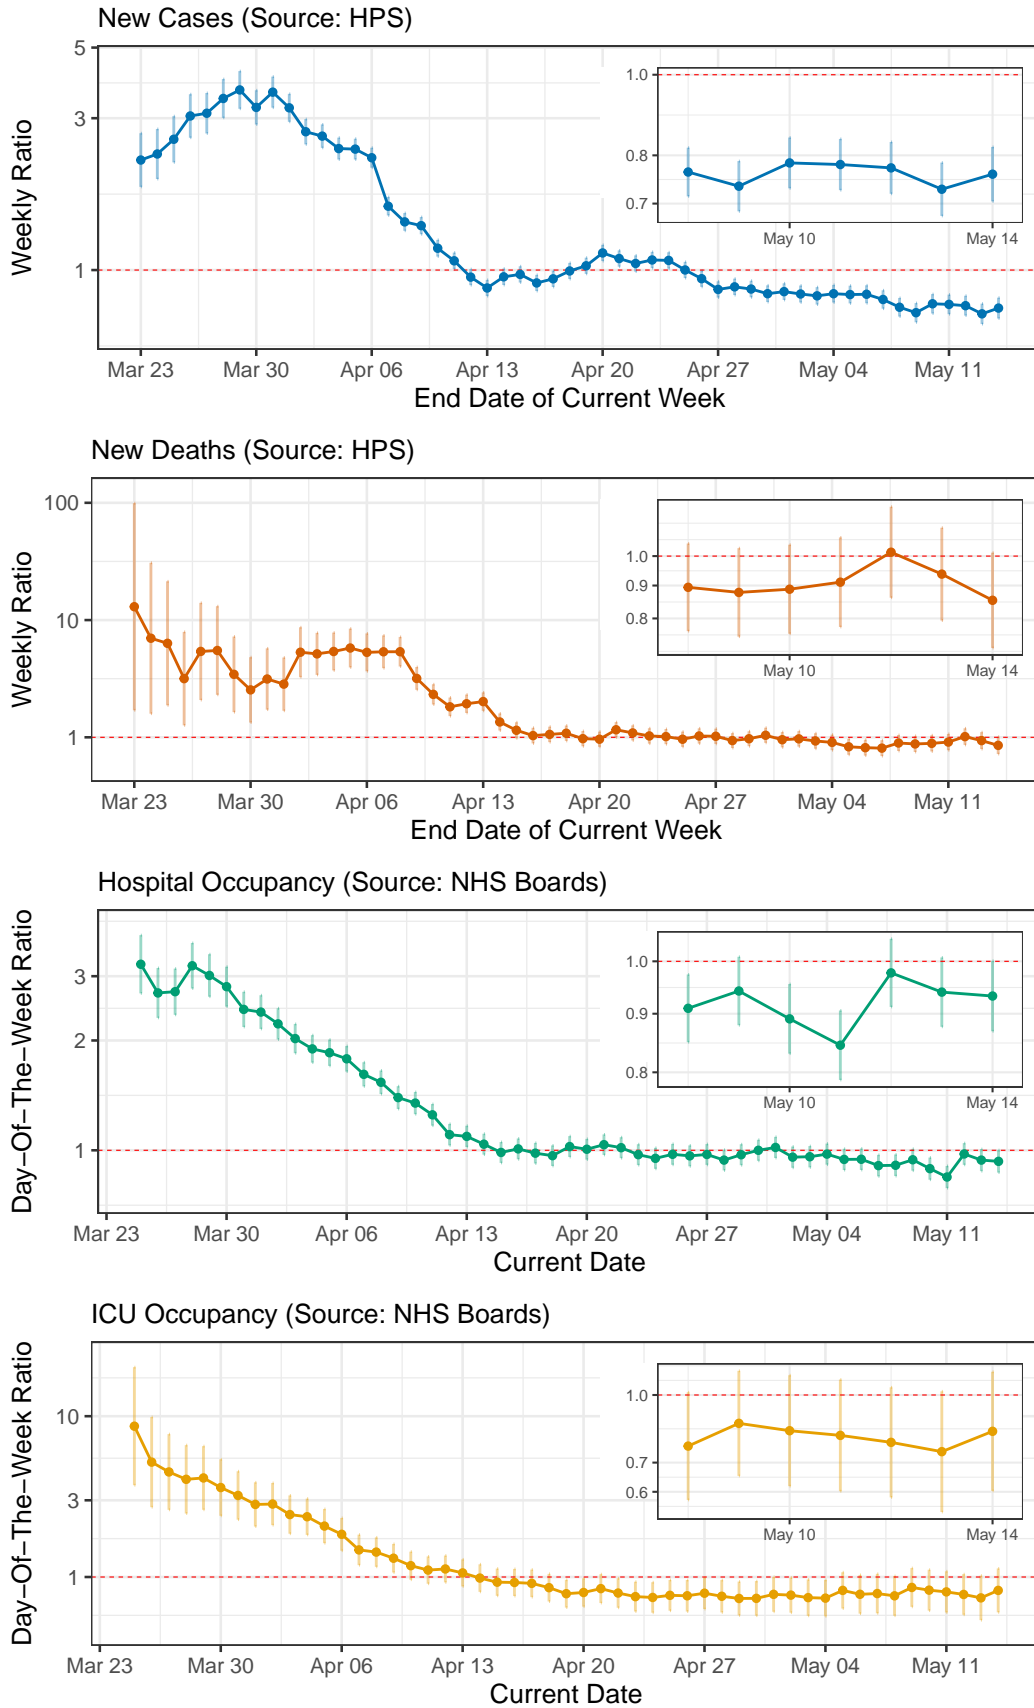 New Cases (Source: HPS)
Weekly Ratio
5
3
1
1.0
0.8
0.7
May 10
May 14
Mar 23
Mar 30
Apr 06
Apr 13
Apr 20
Apr 27
May 04
May 11
End Date of Current Week
New Deaths (Source: HPS)
Weekly Ratio
100
10
1
1.0
0.9
0.8
May 10
May 14
Mar 23
Mar 30
Apr 06
Apr 13
Apr 20
Apr 27
May 04
May 11
End Date of Current Week
Hospital Occupancy (Source: NHS Boards)
Day−Of−The−Week Ratio
3
2
1
1.0
0.9
0.8
May 10
May 14
Mar 23
Mar 30
Apr 06
Apr 13
Apr 20
Apr 27
May 04
May 11
Current Date
ICU Occupancy (Source: NHS Boards)
Day−Of−The−Week Ratio
10
3
1
1.0
0.7
0.6
May 10
May 14
Mar 23
Mar 30
Apr 06
Apr 13
Apr 20
Apr 27
May 04
May 11
Current Date